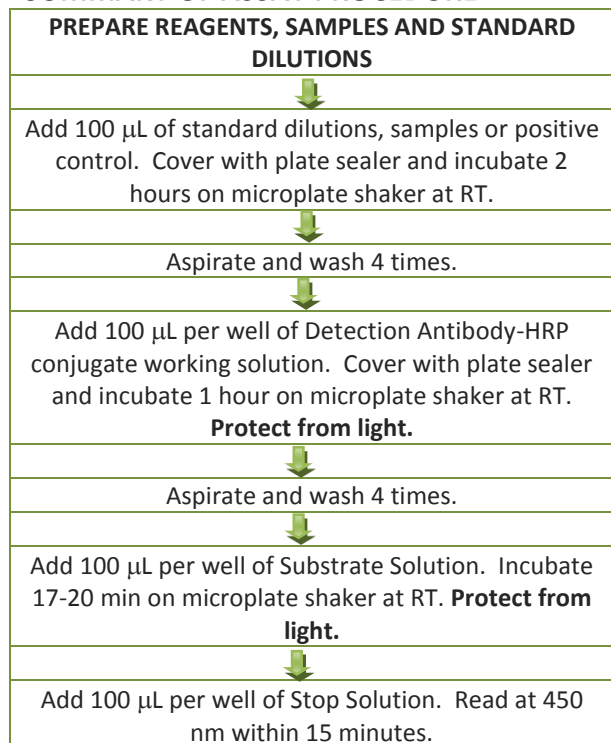 PREPARE REAGENTS, SAMPLES AND STANDARD
DILUTIONS
Add 100 μL of standard dilutions, samples or positive
control.  Cover with plate sealer and incubate 2
hours on microplate shaker at RT.
Aspirate and wash 4 times.
Add 100 μL per well of Detection Antibody-HRP
conjugate working solution.  Cover with plate sealer
and incubate 1 hour on microplate shaker at RT.
Protect from light.
Aspirate and wash 4 times.
Add 100 μL per well of Substrate Solution.  Incubate
17-20 min on microplate shaker at RT. Protect from
light.
Add 100 μL per well of Stop Solution.  Read at 450
nm within 15 minutes.